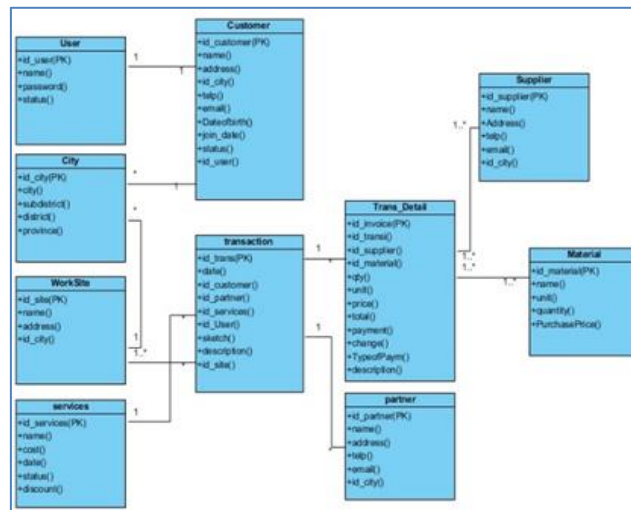 User
+id_user(PK)
+name()
+password()
+status()
1
1
Customer
+id_customer(PK)
+name()
+address()
+id_city()
+telp()
+email()
+Dateofbirth()
+join_date()
+status()
+id_user()
City
+id_city(PK)
+city()
+subdistrict()
+district()
+province()
*
1
*
1
WorkSite
+id_site(PK)
+name()
+address()
+id_city()
1..*
*
services
+id_services(PK)
+name()
+cost()
+date()
+status()
+discount()
1
*
transaction
+id_trans(PK)
+date()
+id_customer()
+id_partner()
+id_services()
+id_User()
+sketch()
+description()
+id_site()
1
*
1
*
Trans_Detail
+id_invoice(PK)
+id_transi()
+id_supplier()
+id_material()
+qty()
+unit()
+price()
+total()
+payment()
+change()
+TypeofPaym()
+description()
1..*
1..*
1..*
1..*
Supplier
+id_supplier(PK)
+name()
+Address()
+telp()
+email()
+id_city()
Material
+id_material(PK)
+name()
+unit()
+quantity()
+PurchasePrice()
partner
+id_partner(PK)
+name()
+address()
+telp()
+email()
+id_city()